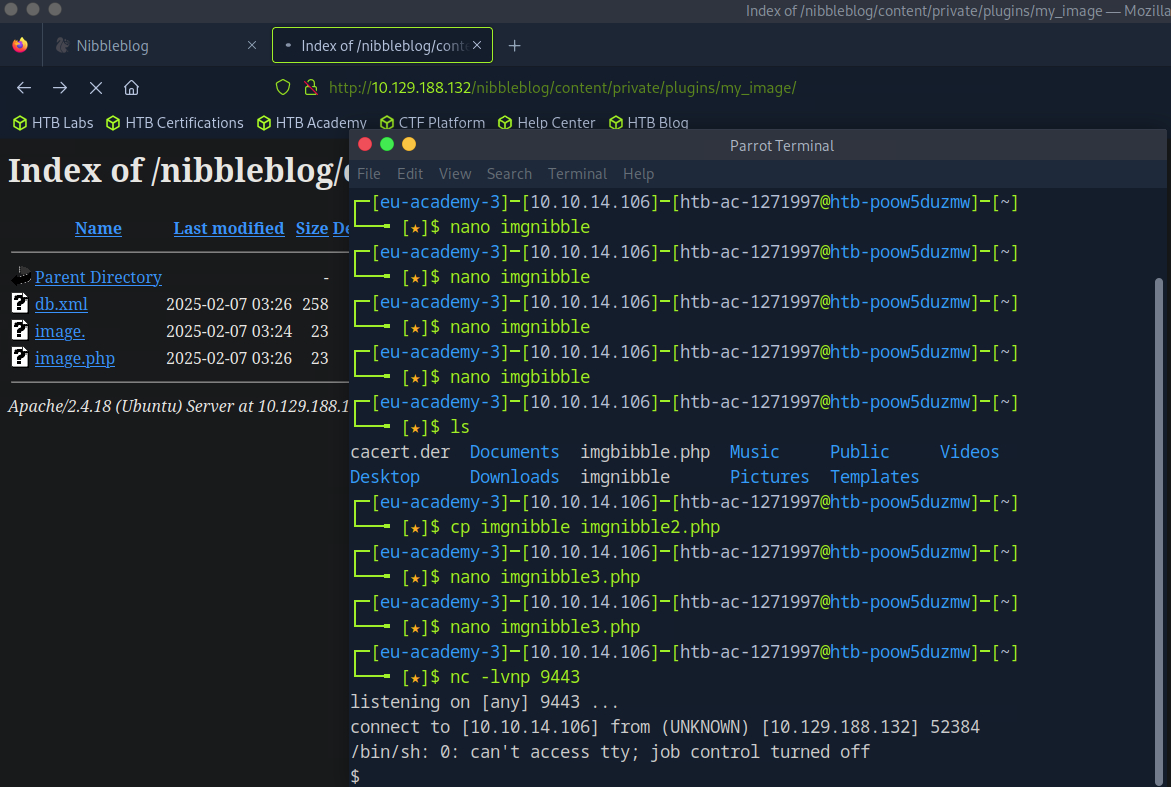 Index of /nibbleblog/content/private/plugins/my_image — Mozilla
Nibbleblog
Index of /nibbleblog/cont
http://10.129.188.132/nibbleblog/content/private/plugins/my_image/
HTB Labs HTB Certifications HTB Academy CTF Platform Help Center HTB Blog
Index of /nibbleblog/
Name Last modified Size De
Parent Directory -
db.xml 2025-02-07 03:26 258
image. 2025-02-07 03:24 23
image.php 2025-02-07 03:26 23
Apache/2.4.18 (Ubuntu) Server at 10.129.188.1
Parrot Terminal
File Edit View Search Terminal Help
┌─[eu-academy-3]─[10.10.14.106]─[htb-ac-1271997@htb-poow5duzmw]─[~]
└──╼ [★]$ nano imgnibble
┌─[eu-academy-3]─[10.10.14.106]─[htb-ac-1271997@htb-poow5duzmw]─[~]
└──╼ [★]$ nano imgnibble
┌─[eu-academy-3]─[10.10.14.106]─[htb-ac-1271997@htb-poow5duzmw]─[~]
└──╼ [★]$ nano imgnibble
┌─[eu-academy-3]─[10.10.14.106]─[htb-ac-1271997@htb-poow5duzmw]─[~]
└──╼ [★]$ nano imgbibble
┌─[eu-academy-3]─[10.10.14.106]─[htb-ac-1271997@htb-poow5duzmw]─[~]
└──╼ [★]$ ls
cacert.der Documents imgbibble.php Music Public Videos
Desktop Downloads imgnibble Pictures Templates
┌─[eu-academy-3]─[10.10.14.106]─[htb-ac-1271997@htb-poow5duzmw]─[~]
└──╼ [★]$ cp imgnibble imgnibble2.php
┌─[eu-academy-3]─[10.10.14.106]─[htb-ac-1271997@htb-poow5duzmw]─[~]
└──╼ [★]$ nano imgnibble3.php
┌─[eu-academy-3]─[10.10.14.106]─[htb-ac-1271997@htb-poow5duzmw]─[~]
└──╼ [★]$ nano imgnibble3.php
┌─[eu-academy-3]─[10.10.14.106]─[htb-ac-1271997@htb-poow5duzmw]─[~]
└──╼ [★]$ nc -lvnp 9443
listening on [any] 9443 ...
connect to [10.10.14.106] from (UNKNOWN) [10.129.188.132] 52384
/bin/sh: 0: can't access tty; job control turned off
$